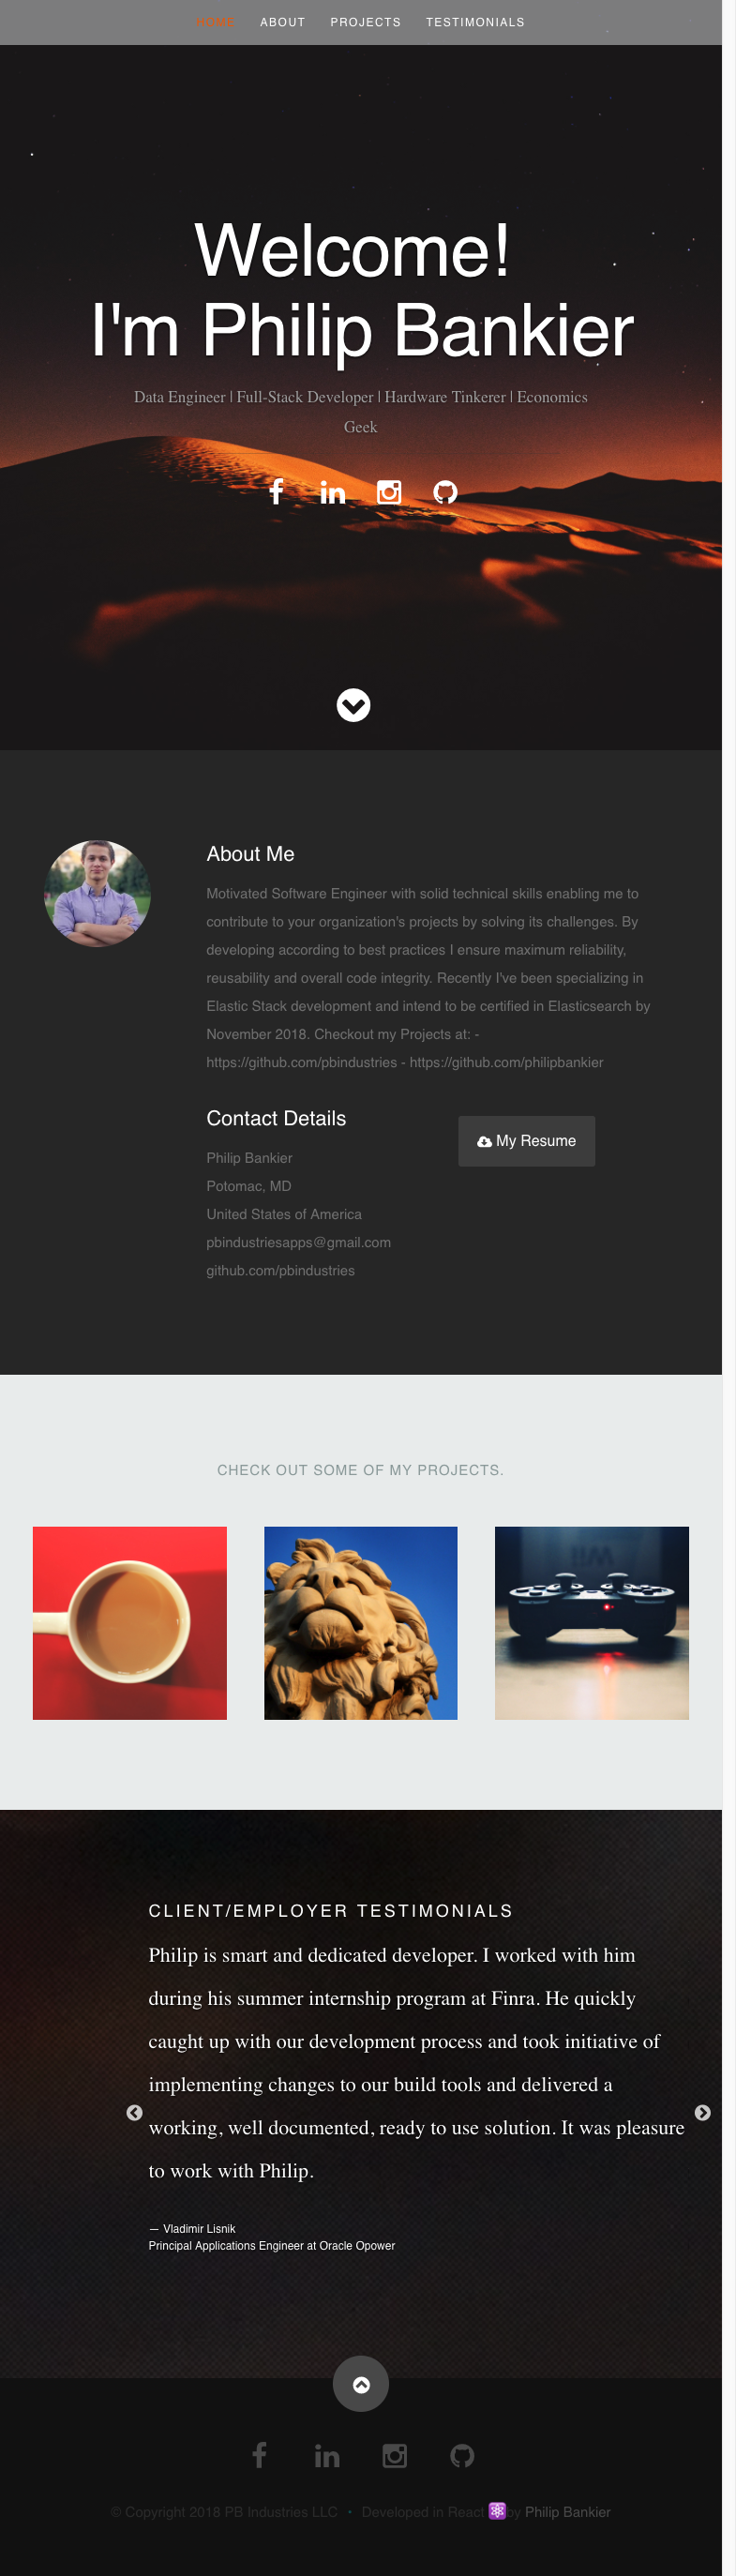 HOME ABOUT PROJECTS TESTIMONIALS
Welcome!
I'm Philip Bankier
Data Engineer | Full-Stack Developer | Hardware Tinkerer | Economics
Geek
About Me
Motivated Software Engineer with solid technical skills enabling me to
contribute to your organization's projects by solving its challenges. By
developing according to best practices I ensure maximum reliability,
reusability and overall code integrity. Recently I've been specializing in
Elastic Stack development and intend to be certified in Elasticsearch by
November 2018. Checkout my Projects at: -
https://github.com/pbindustries - https://github.com/philipbankier
Contact Details
My Resume
Philip Bankier
Potomac, MD
United States of America
pbindustriesapps@gmail.com
github.com/pbindustries
CHECK OUT SOME OF MY PROJECTS.
CLIENT/EMPLOYER TESTIMONIALS
Philip is smart and dedicated developer. I worked with him
during his summer internship program at Finra. He quickly
caught up with our development process and took initiative of
implementing changes to our build tools and delivered a
working, well documented, ready to use solution. It was pleasure
to work with Philip.
— Vladimir Lisnik
Principal Applications Engineer at Oracle Opower
© Copyright 2018 PB Industries LLC • Developed in React ⚛️by Philip Bankier